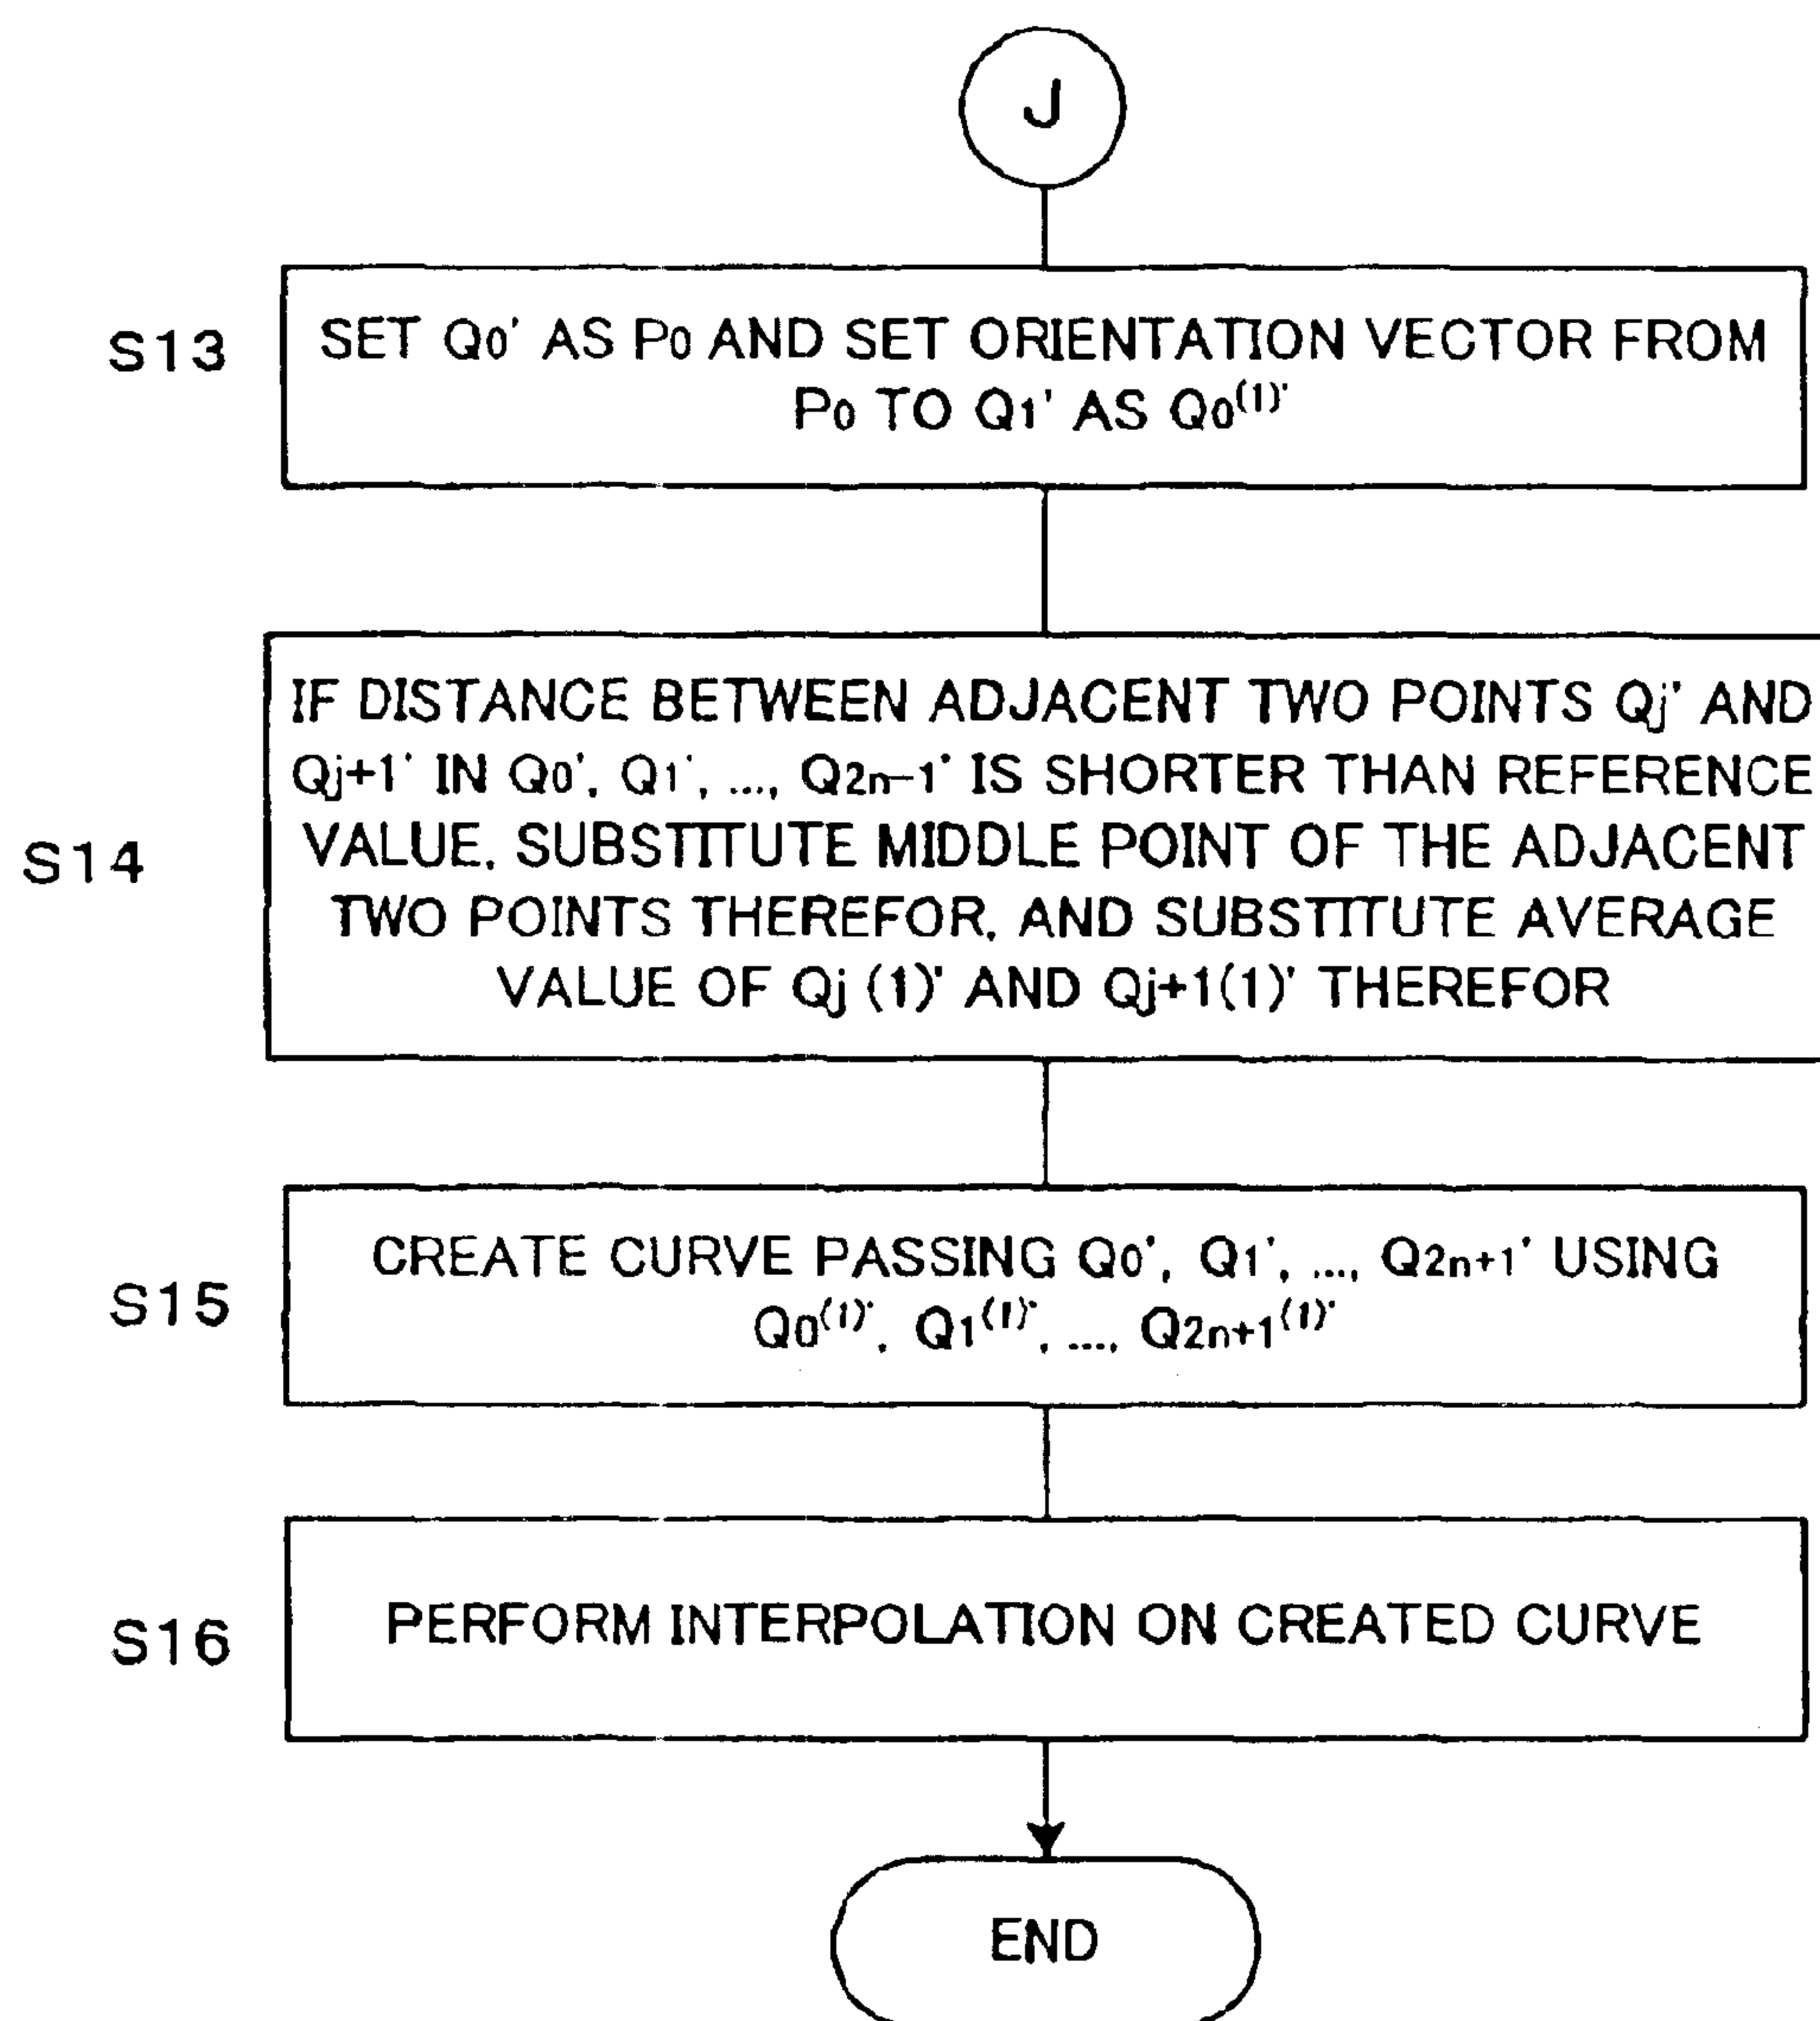 J
S13
SET Q0' AS P0 AND SET ORIENTATION VECTOR FROM
P0 TO Q1' AS Q0(1)'
S14
IF DISTANCE BETWEEN ADJACENT TWO POINTS Qj' AND
Qj+1' IN Q0', Q1', ..., Q2n-1' IS SHORTER THAN REFERENCE
VALUE, SUBSTITUTE MIDDLE POINT OF THE ADJACENT
TWO POINTS THEREFOR, AND SUBSTITUTE AVERAGE
VALUE OF Qj (1)' AND Qj+1(1)' THEREFOR
S15
CREATE CURVE PASSING Q0', Q1', ..., Q2n+1' USING
Q0(1)', Q1(1)', ..., Q2n+1(1)'
S16
PERFORM INTERPOLATION ON CREATED CURVE
END